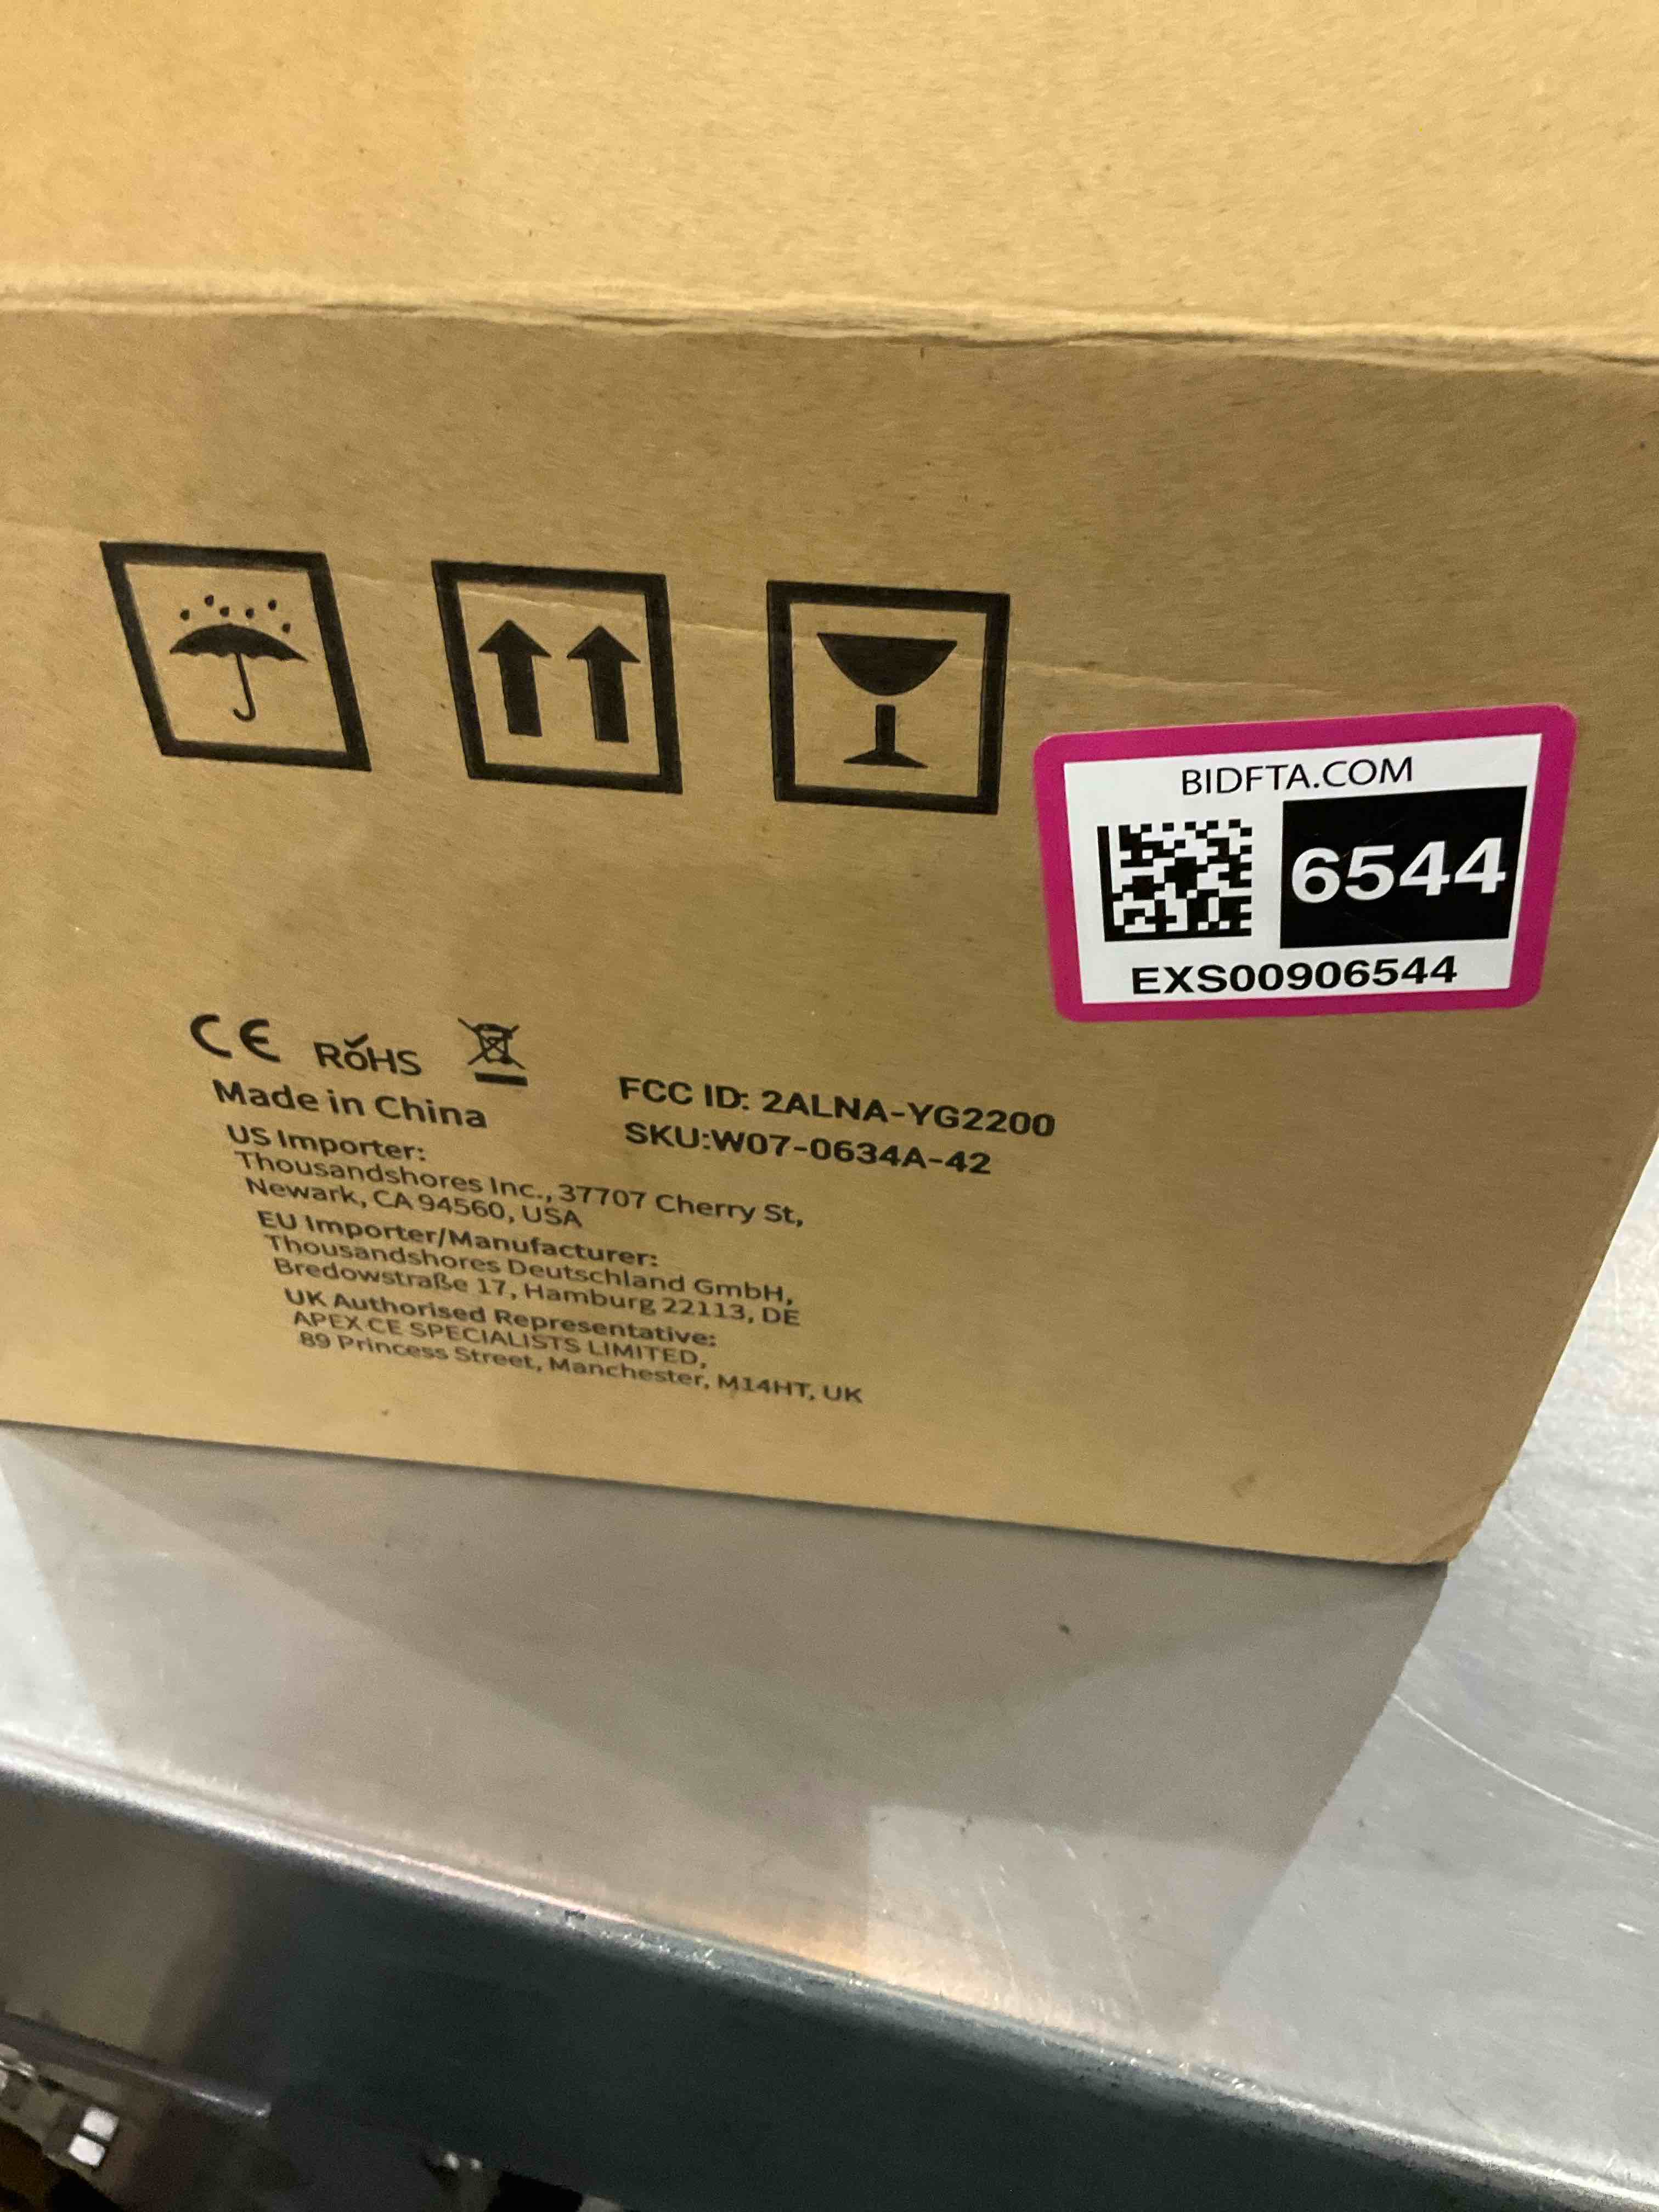 BIDFTA.COM
6544
EXS00906544
CE RoHS
Made in China
FCC ID: 2ALNA-YG2200
SKU:W07-0634A-42
US Importer:
Thousandshores Inc., 37707 Cherry St,
Newark, CA 94560, USA
EU Importer/Manufacturer:
Thousandshores Deutschland GmbH,
Bredowstraße 17, Hamburg 22113, DE
UK Authorised Representative:
APEX CE SPECIALISTS LIMITED,
89 Princess Street, Manchester, M14HT, UK